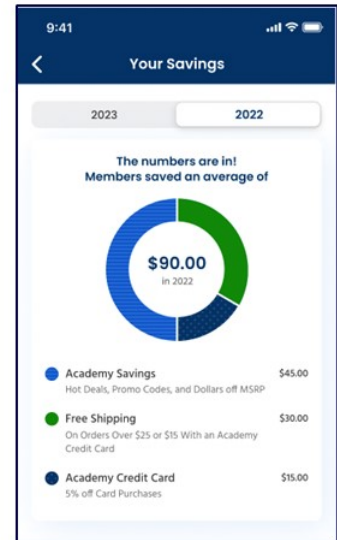 9:41
Your Savings
2023
2022
The numbers are in!
Members saved an average of
$90.00
in 2022
Academy Savings $45.00
Hot Deals, Promo Codes, and Dollars off MSRP
Free Shipping $30.00
On Orders Over $25 or $15 With an Academy
Credit Card
Academy Credit Card $15.00
5% off Card Purchases